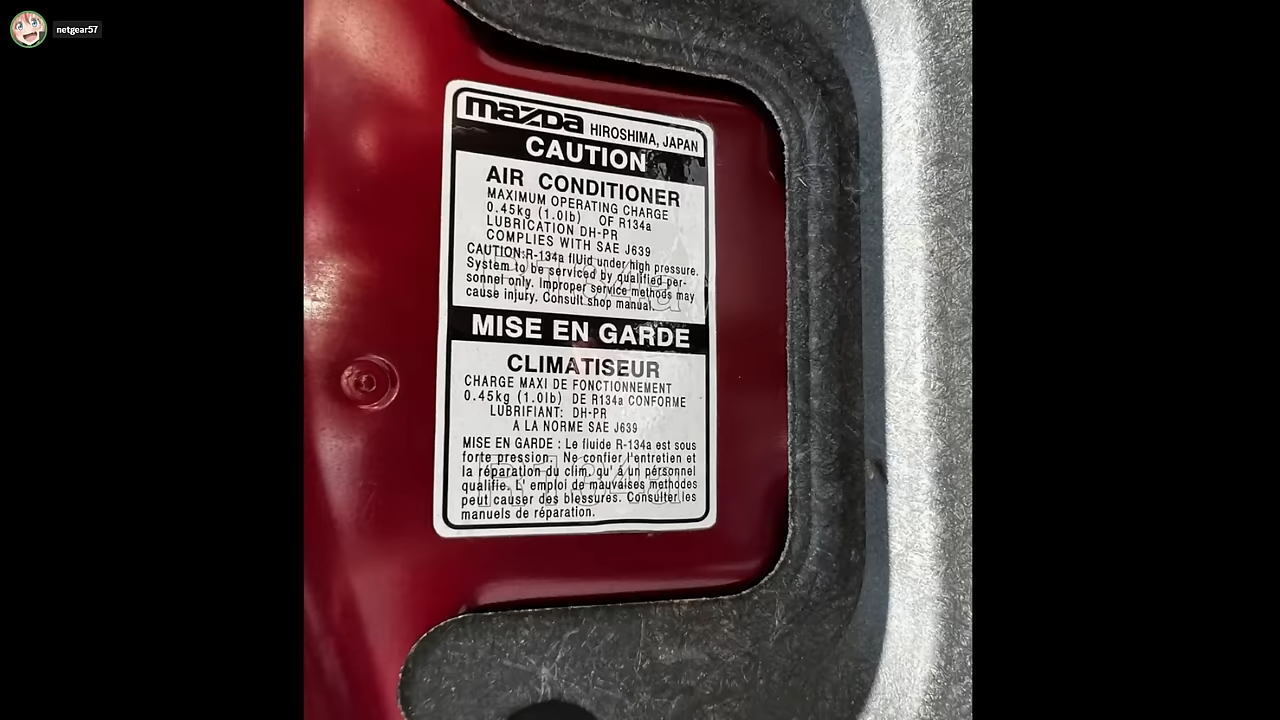 netgear57
mazda HIROSHIMA, JAPAN
CAUTION
AIR CONDITIONER
MAXIMUM OPERATING CHARGE
0.45kg (1.0lb) OF R134a
LUBRICATION DH-PR
COMPLIES WITH SAE J639
CAUTION:R-134a flUid under high pressure.
System to be serviced by qualified per-
sonnel only. Improper service methods may
cause injury. Consult shop manual.
MISE EN GARDE
CLIMATISEUR
CHARGE MAXI DE FONCTIONNEMENT
0.45kg (1.0lb) DE R134a CONFORME
LUBRIFIANT: DH-PR
A LA NORME SAE J639
MISE EN GARDE : Le fluide R-134a est sous
forte pression. Ne confier l'entretien et
la réparation du clim. qu' à un pérsonnel
qualifie. L' emploi de mauvaises methodes
peut causer des blessures. Consulter les
manuels de réparation.